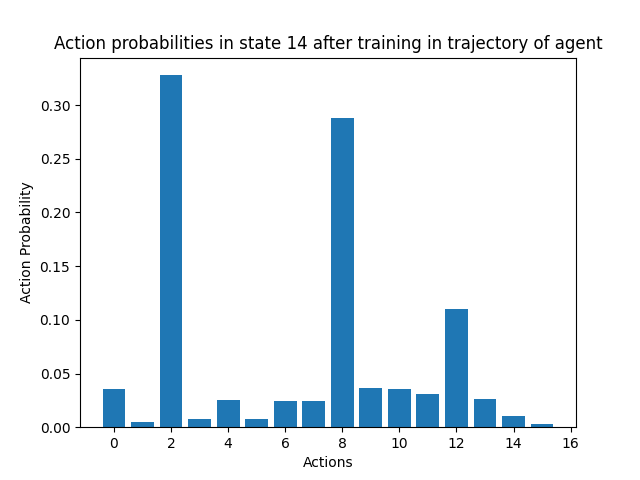 Action probabilities in state 14 after training in trajectory of agent
0.30
0.25
0.20
0.15
0.10
0.05
0.00
Action Probability
0 2 4 6 8 10 12 14 16
Actions